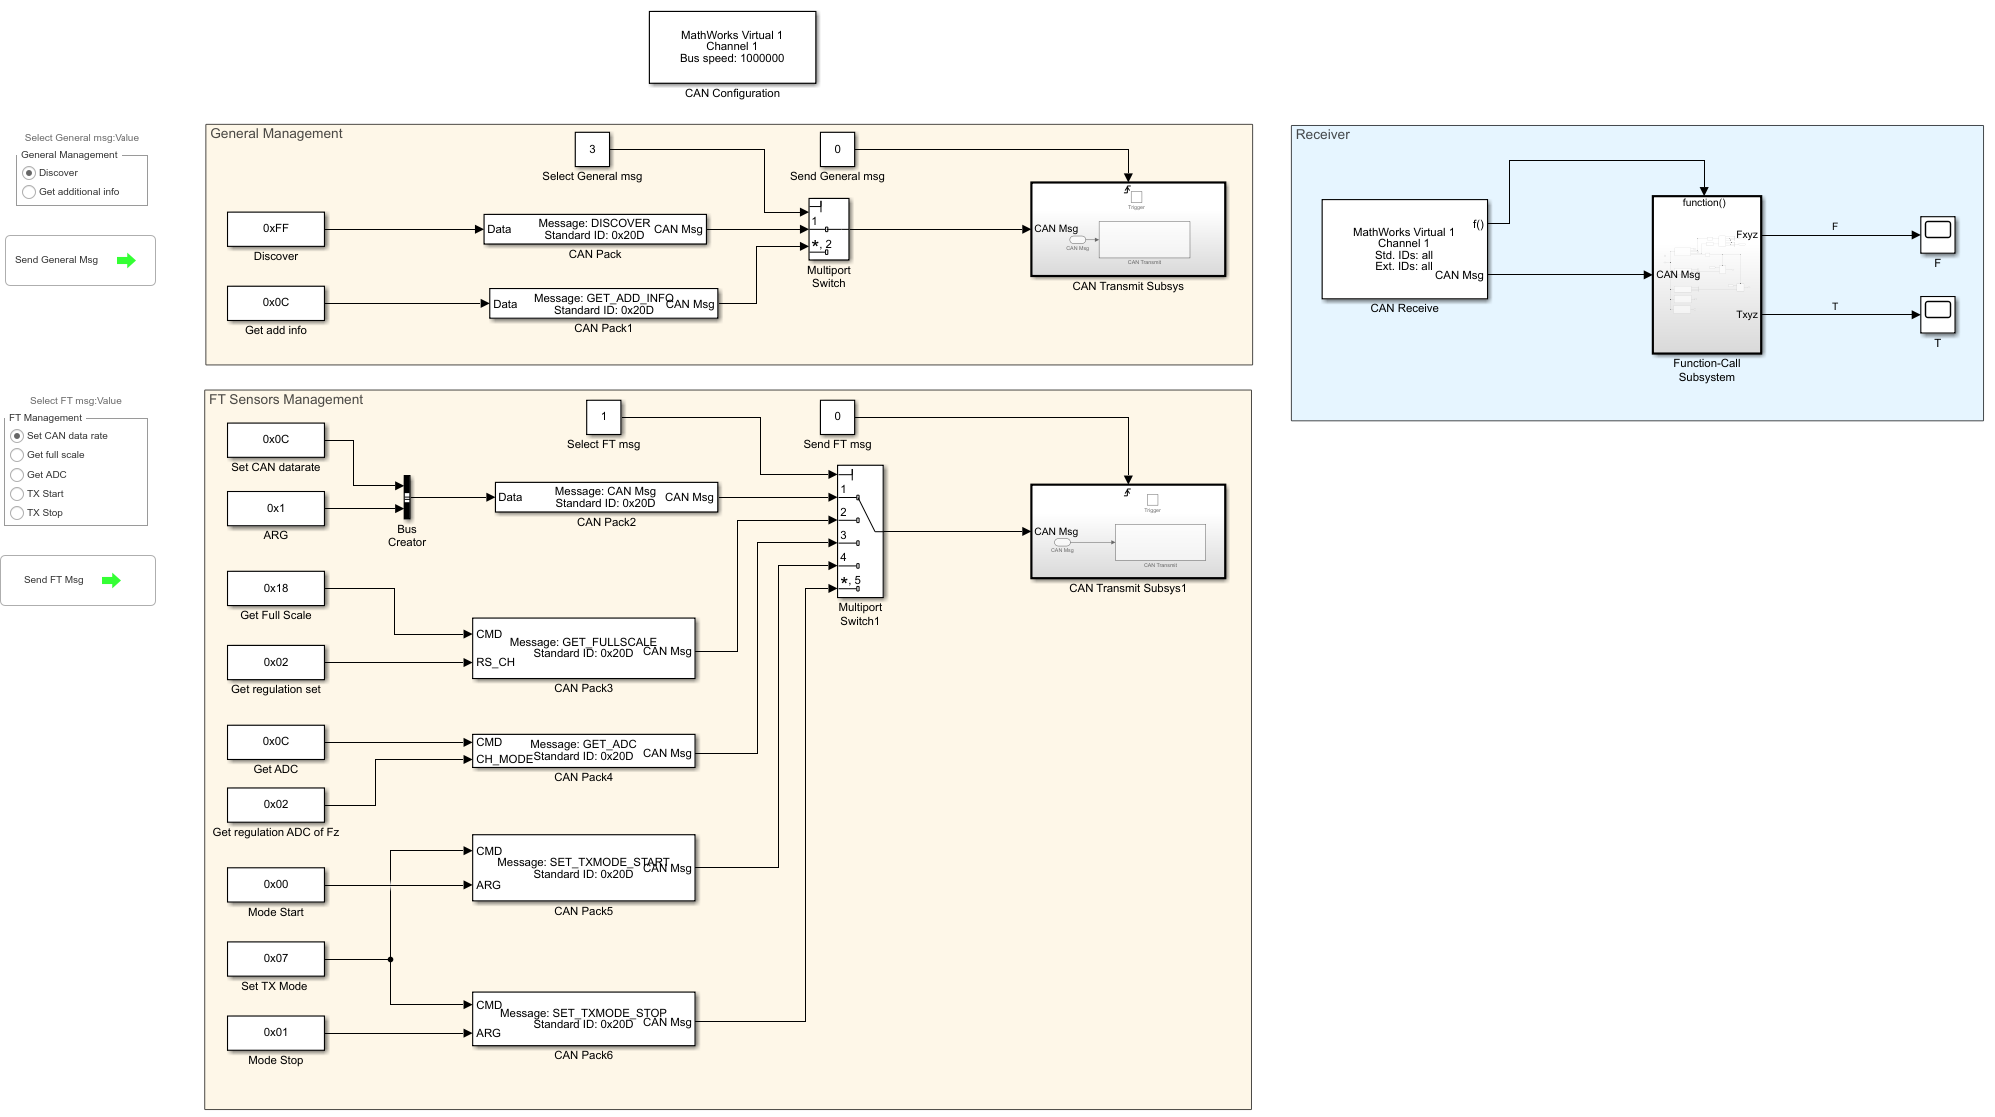 MathWorks Virtual 1
Channel 1
Bus speed: 1000000
CAN Configuration
Select General msg:Value
General Management
Discover
Get additional info
Send General Msg
Select FT msg:Value
FT Management
Set CAN data rate
Get full scale
Get ADC
TX Start
TX Stop
Send FT Msg
General Management
3
Select General msg
0
Send General msg
0xFF
Discover
Data
Message: DISCOVER
Standard ID: 0x20D
CAN Msg
CAN Pack
0x0C
Get add info
Data
Message: GET_ADD_INFO
Standard ID: 0x20D
CAN Msg
CAN Pack1
1
*, 2
Multiport
Switch
CAN Msg
Trigger
CAN Msg
CAN Transmit
CAN Transmit Subsys
FT Sensors Management
1
Select FT msg
0
Send FT msg
0x0C
Set CAN datarate
0x1
ARG
Bus
Creator
Data
Message: CAN Msg
Standard ID: 0x20D
CAN Msg
CAN Pack2
0x18
Get Full Scale
0x02
Get regulation set
CMD
RS_CH
Message: GET_FULLSCALE
Standard ID: 0x20D
CAN Msg
CAN Pack3
0x0C
Get ADC
0x02
Get regulation ADC of Fz
CMD
CH_MODE
Message: GET_ADC
Standard ID: 0x20D
CAN Msg
CAN Pack4
0x00
Mode Start
CMD
ARG
Message: SET_TXMODE_START
Standard ID: 0x20D
CAN Msg
CAN Pack5
0x07
Set TX Mode
0x01
Mode Stop
CMD
ARG
Message: SET_TXMODE_STOP
Standard ID: 0x20D
CAN Msg
CAN Pack6
1
2
3
4
*, 5
Multiport
Switch1
CAN Msg
Trigger
CAN Msg
CAN Transmit
CAN Transmit Subsys1
Receiver
MathWorks Virtual 1
Channel 1
Std. IDs: all
Ext. IDs: all
f()
CAN Msg
CAN Receive
function()
CAN Msg
Fxyz
Txyz
Function-Call
Subsystem
F
F
T
T